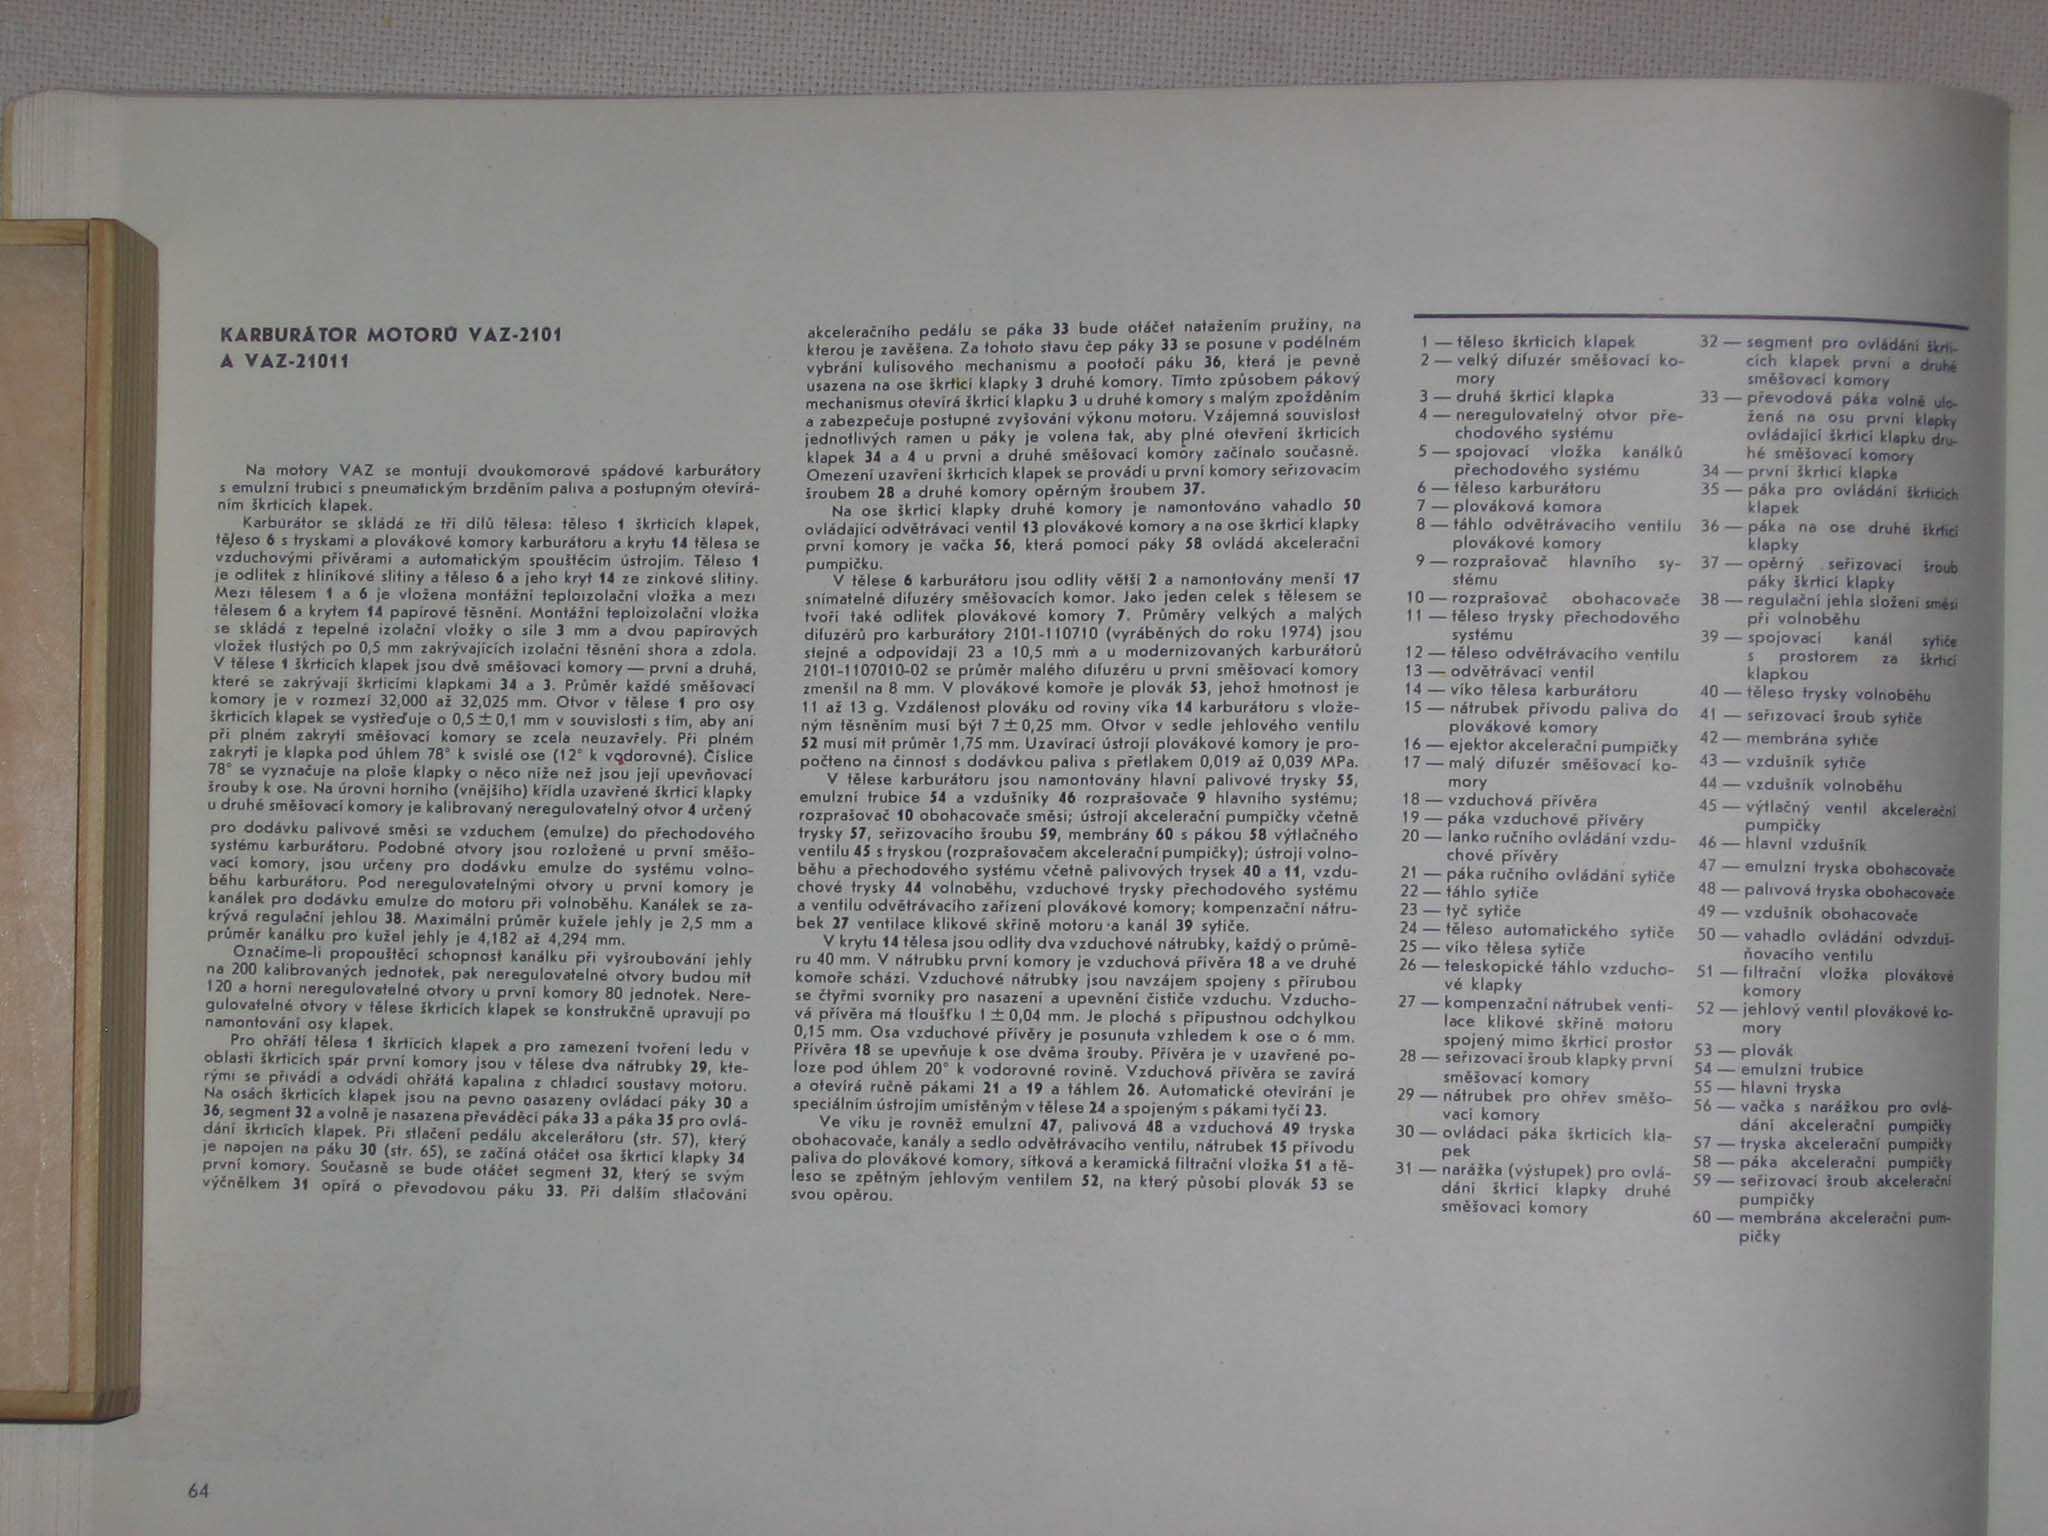 KARBURÁTOR MOTORŮ VAZ-2101
A VAZ-21011
Na motory VAZ se montují dvoukomorové spádové karburátory
s emulzní trubicí s pneumatickým brzděním paliva a postupným otevírá-
ním škrticích klapek.
Karburátor se skládá ze tří dílů tělesa: těleso 1 škrticích klapek,
těleso 6 s tryskami a plovákové komory karburátoru a krytu 14 tělesa se
vzduchovými přívěrami a automatickým spouštěcím ústrojím. Těleso 1
je odlitek z hliníkové slitiny a těleso 6 a jeho kryt 14 ze zinkové slitiny.
Mezi tělesem 1 a 6 je vložena montážní teploizolační vložka a mezi
tělesem 6 a krytem 14 papírové těsnění. Montážní teploizolační vložka
se skládá z tepelné izolační vložky o síle 3 mm a dvou papírových
vložek tlustých po 0,5 mm zakrývajících izolační těsnění shora a zdola.
V tělese 1 škrticích klapek jsou dvě směšovací komory — první a druhá,
které se zakrývají škrticími klapkami 34 a 3. Průměr každé směšovací
komory je v rozmezí 32,000 až 32,025 mm. Otvor v tělese 1 pro osy
škrticích klapek se vystřeďuje o 0,5 ± 0,1 mm v souvislosti s tím, aby ani
při plném zakrytí směšovací komory se zcela neuzavřely. Při plném
zakrytí je klapka pod úhlem 78° k svislé ose (12° k vodorovné). Číslice
78° se vyznačuje na ploše klapky o něco níže než jsou její upevňovací
šrouby k ose. Na úrovni horního (vnějšího) křídla uzavřené škrticí klapky
u druhé směšovací komory je kalibrovaný neregulovatelný otvor 4 určený
pro dodávku palivové směsi se vzduchem (emulze) do přechodového
systému karburátoru. Podobné otvory jsou rozložené u první směšo-
vací komory, jsou určeny pro dodávku emulze do systému volno-
běhu karburátoru. Pod neregulovatelnými otvory u první komory je
kanálek pro dodávku emulze do motoru při volnoběhu. Kanálek se za-
krývá regulační jehlou 38. Maximální průměr kužele jehly je 2,5 mm a
průměr kanálku pro kužel jehly je 4,182 až 4,294 mm.
Označíme-li propouštěcí schopnost kanálku při vyšroubování jehly
na 200 kalibrovaných jednotek, pak neregulovatelné otvory budou mít
120 a horní neregulovatelné otvory u první komory 80 jednotek. Nere-
gulovatelné otvory v tělese škrticích klapek se konstrukčně upravují po
namontování osy klapek.
Pro ohřátí tělesa 1 škrticích klapek a pro zamezení tvoření ledu v
oblasti škrticích spár první komory jsou v tělese dva nátrubky 29, kte-
rými se přivádí a odvádí ohřátá kapalina z chladicí soustavy motoru.
Na osách škrticích klapek jsou na pevno oasazeny ovládací páky 30 a
36, segment 32 a volně je nasazena převáděcí páka 33 a páka 35 pro ovlá-
dání škrticích klapek. Při stlačení pedálu akcelerátoru (str. 57), který
je napojen na páku 30 (str. 65), se začíná otáčet osa škrticí klapky 34
první komory. Současně se bude otáčet segment 32, který se svým
výčnělkem 31 opírá o převodovou páku 33. Při dalším stlačování
akceleračního pedálu se páka 33 bude otáčet natažením pružiny, na
kterou je zavěšena. Za tohoto stavu čep páky 33 se posune v podélném
vybrání kulisového mechanismu a pootočí páku 36, která je pevně
usazena na ose škrticí klapky 3 druhé komory. Tímto způsobem pákový
mechanismus otevírá škrticí klapku 3 u druhé komory s malým zpožděním
a zabezpečuje postupné zvyšování výkonu motoru. Vzájemná souvislost
jednotlivých ramen u páky je volena tak, aby plné otevření škrticích
klapek 34 a 4 u první a druhé směšovací komory začínalo současně.
Omezení uzavření škrticích klapek se provádí u první komory seřizovacím
šroubem 28 a druhé komory opěrným šroubem 37.
Na ose škrticí klapky druhé komory je namontováno vahadlo 50
ovládající odvětrávací ventil 13 plovákové komory a na ose škrticí klapky
první komory je vačka 56, která pomocí páky 58 ovládá akcelerační
pumpičku.
V tělese 6 karburátoru jsou odlity větší 2 a namontovány menší 17
snímatelné difuzéry směšovacích komor. Jako jeden celek s tělesem se
tvoří také odlitek plovákové komory 7. Průměry velkých a malých
difuzérů pro karburátory 2101-110710 (vyráběných do roku 1974) jsou
stejné a odpovídají 23 a 10,5 mm a u modernizovaných karburátorů
2101-1107010-02 se průměr malého difuzéru u první směšovací komory
zmenšil na 8 mm. V plovákové komoře je plovák 53, jehož hmotnost je
11 až 13 g. Vzdálenost plováku od roviny víka 14 karburátoru s vlože-
ným těsněním musí být 7 ± 0,25 mm. Otvor v sedle jehlového ventilu
52 musí mít průměr 1,75 mm. Uzavírací ústrojí plovákové komory je pro-
počteno na činnost s dodávkou paliva s přetlakem 0,019 až 0,039 MPa.
V tělese karburátoru jsou namontovány hlavní palivové trysky 55,
emulzní trubice 54 a vzdušníky 46 rozprašovače 9 hlavního systému;
rozprašovač 10 obohacovače směsi; ústrojí akcelerační pumpičky včetně
trysky 57, seřizovacího šroubu 59, membrány 60 s pákou 58 výtlačného
ventilu 45 s tryskou (rozprašovačem akcelerační pumpičky); ústrojí volno-
běhu a přechodového systému včetně palivových trysek 40 a 11, vzdu-
chové trysky 44 volnoběhu, vzduchové trysky přechodového systému
a ventilu odvětrávacího zařízení plovákové komory; kompenzační nátru-
bek 27 ventilace klikové skříně motoru a kanál 39 sytiče.
V krytu 14 tělesa jsou odlity dva vzduchové nátrubky, každý o průmě-
ru 40 mm. V nátrubku první komory je vzduchová přívěra 18 a ve druhé
komoře schází. Vzduchové nátrubky jsou navzájem spojeny s přírubou
se čtyřmi svorníky pro nasazení a upevnění čističe vzduchu. Vzducho-
vá přívěra má tloušťku 1 ± 0,04 mm. Je plochá s přípustnou odchylkou
0,15 mm. Osa vzduchové přívěry je posunuta vzhledem k ose o 6 mm.
Přívěra 18 se upevňuje k ose dvěma šrouby. Přívěra je v uzavřené po-
loze pod úhlem 20° k vodorovné rovině. Vzduchová přívěra se zavírá
a otevírá ručně pákami 21 a 19 a táhlem 26. Automatické otevírání je
speciálním ústrojím umístěným v tělese 24 a spojeným s pákami tyčí 23.
Ve víku je rovněž emulzní 47, palivová 48 a vzduchová 49 tryska
obohacovače, kanály a sedlo odvětrávacího ventilu, nátrubek 15 přívodu
paliva do plovákové komory, sítková a keramická filtrační vložka 51 a tě-
leso se zpětným jehlovým ventilem 52, na který působí plovák 53 se
svou opěrou.
1 — těleso škrticích klapek
2 — velký difuzér směšovací ko-
mory
3 — druhá škrticí klapka
4 — neregulovatelný otvor pře-
chodového systému
5 — spojovací vložka kanálků
přechodového systému
6 — těleso karburátoru
7 — plováková komora
8 — táhlo odvětrávacího ventilu
plovákové komory
9 — rozprašovač hlavního sy-
stému
10 — rozprašovač obohacovače
11 — těleso trysky přechodového
systému
12 — těleso odvětrávacího ventilu
13 — odvětrávací ventil
14 — víko tělesa karburátoru
15 — nátrubek přívodu paliva do
plovákové komory
16 — ejektor akcelerační pumpičky
17 — malý difuzér směšovací ko-
mory
18 — vzduchová přívěra
19 — páka vzduchové přívěry
20 — lanko ručního ovládání vzdu-
chové přívěry
21 — páka ručního ovládání sytiče
22 — táhlo sytiče
23 — tyč sytiče
24 — těleso automatického sytiče
25 — víko tělesa sytiče
26 — teleskopické táhlo vzducho-
vé klapky
27 — kompenzační nátrubek venti-
lace klikové skříně motoru
spojený mimo škrticí prostor
28 — seřizovací šroub klapky první
směšovací komory
29 — nátrubek pro ohřev směšo-
vací komory
30 — ovládací páka škrticích kla-
pek
31 — narážka (výstupek) pro ovlá-
dání škrticí klapky druhé
směšovací komory
32 — segment pro ovládání škrti-
cích klapek první a druhé
směšovací komory
33 — převodová páka volně ulo-
žená na osu první klapky
ovládající škrticí klapku dru-
hé směšovací komory
34 — první škrticí klapka
35 — páka pro ovládání škrticích
klapek
36 — páka na ose druhé škrticí
klapky
37 — opěrný seřizovací šroub
páky škrticí klapky
38 — regulační jehla složení směsi
při volnoběhu
39 — spojovací kanál sytiče
s prostorem za škrticí
klapkou
40 — těleso trysky volnoběhu
41 — seřizovací šroub sytiče
42 — membrána sytiče
43 — vzdušník sytiče
44 — vzdušník volnoběhu
45 — výtlačný ventil akcelerační
pumpičky
46 — hlavní vzdušník
47 — emulzní tryska obohacovače
48 — palivová tryska obohacovače
49 — vzdušník obohacovače
50 — vahadlo ovládání odvzduš-
ňovacího ventilu
51 — filtrační vložka plovákové
komory
52 — jehlový ventil plovákové ko-
mory
53 — plovák
54 — emulzní trubice
55 — hlavní tryska
56 — vačka s narážkou pro ovlá-
dání akcelerační pumpičky
57 — tryska akcelerační pumpičky
58 — páka akcelerační pumpičky
59 — seřizovací šroub akcelerační
pumpičky
60 — membrána akcelerační pum-
pičky
64